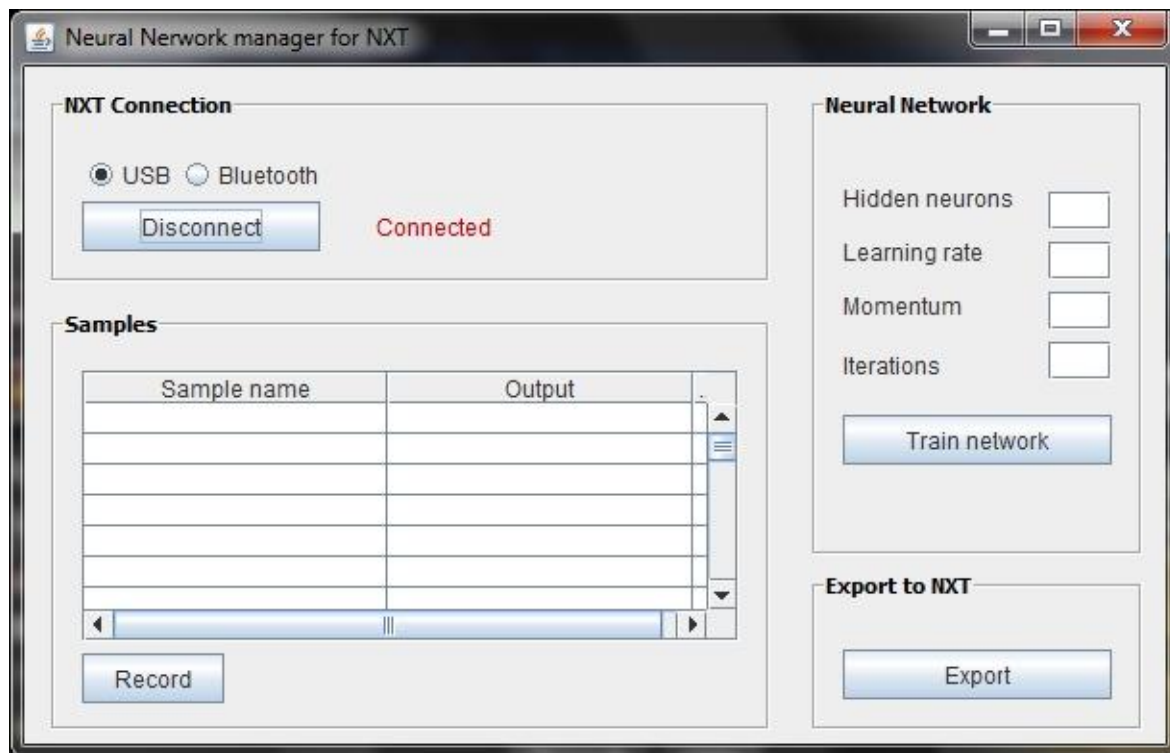 Neural Nerwork manager for NXT
NXT Connection
USB Bluetooth
Disconnect Connected
Samples
Sample name Output .
Record
Neural Network
Hidden neurons
Learning rate
Momentum
Iterations
Train network
Export to NXT
Export